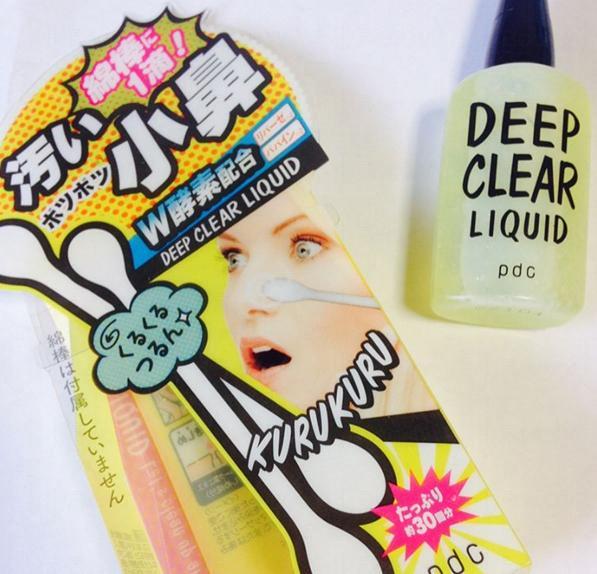 綿棒に
1滴!
汚い小鼻
ポツポツ
W酵素配合
リパーゼ
パパイン
DEEP CLEAR LIQUID
くるくる
つるん
KURUKURU
綿棒は付属していません
たっぷり
約30回分
pdc
DEEP
CLEAR
LIQUID
pdc